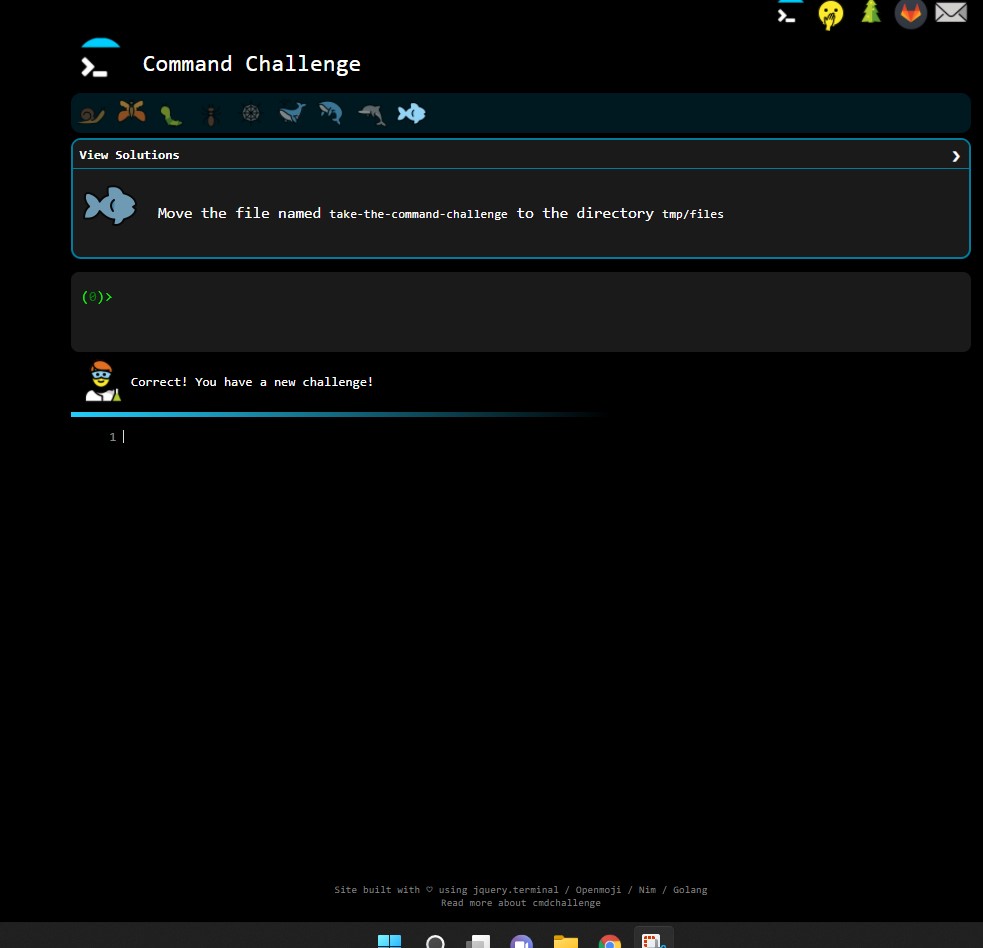 Command Challenge
View Solutions
Move the file named take-the-command-challenge to the directory tmp/files
(0)>
Correct! You have a new challenge!
1
Site built with ♡ using jquery.terminal / Openmoji / Nim / Golang
Read more about cmdchallenge